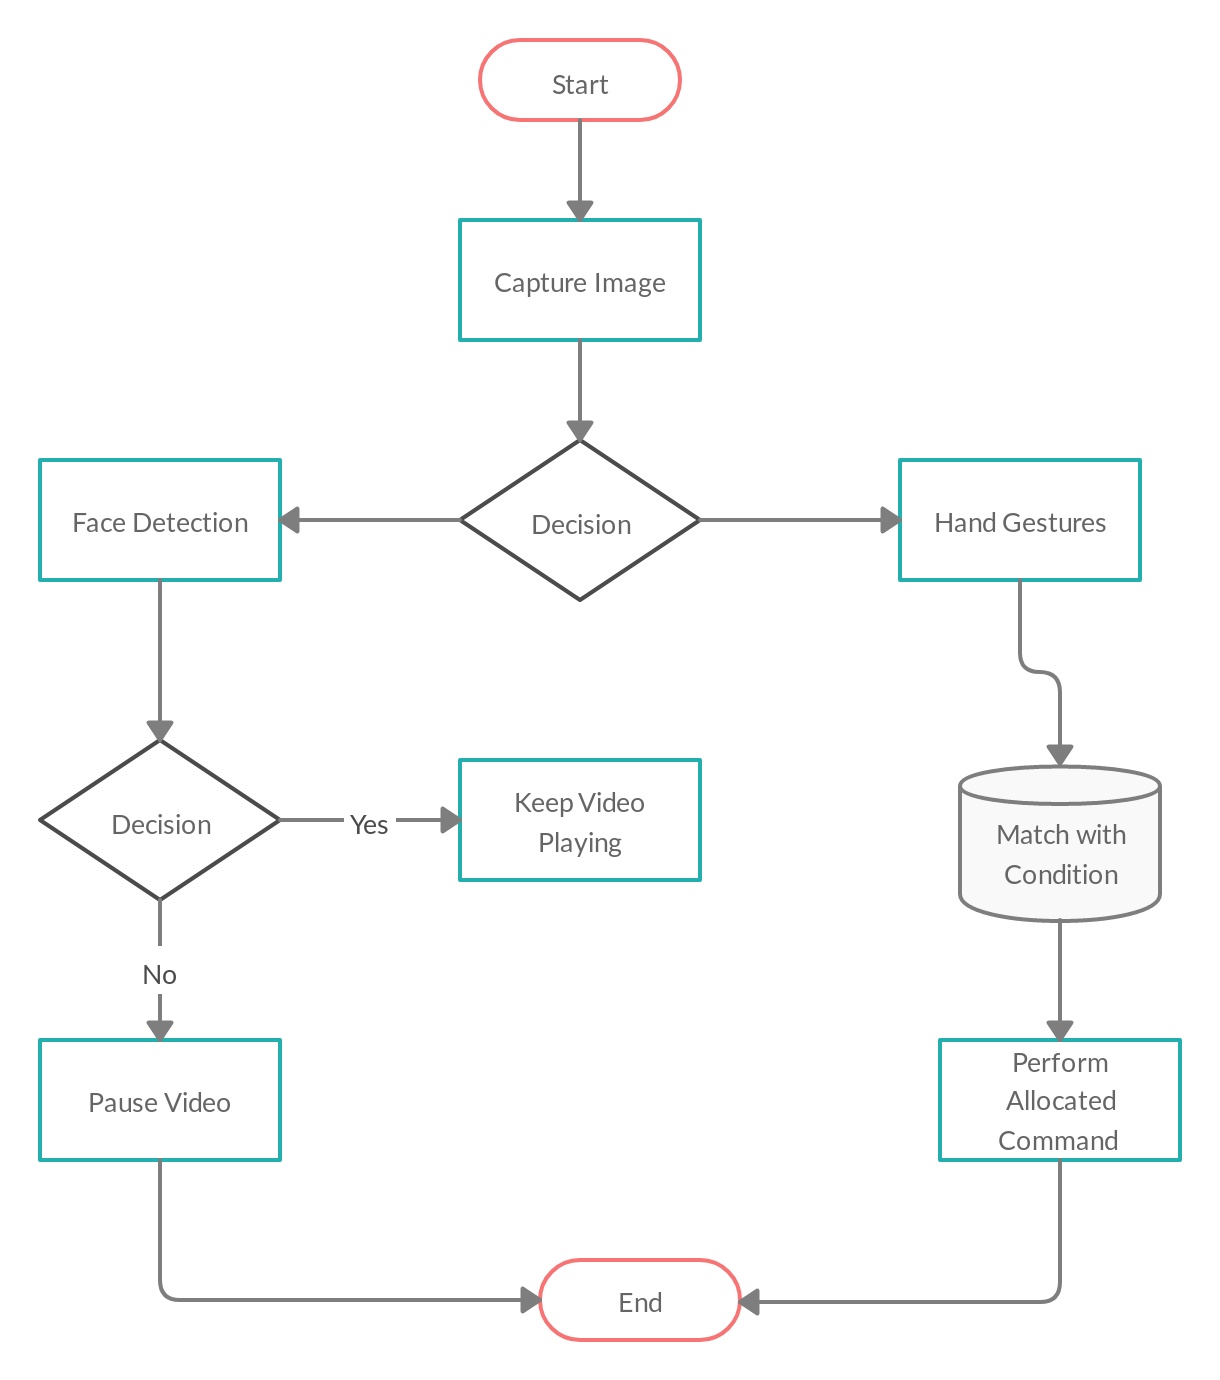 Start
Capture Image
Face Detection
Decision
Hand Gestures
Decision
Yes
Keep Video
Playing
Match with
Condition
No
Pause Video
Perform
Allocated
Command
End